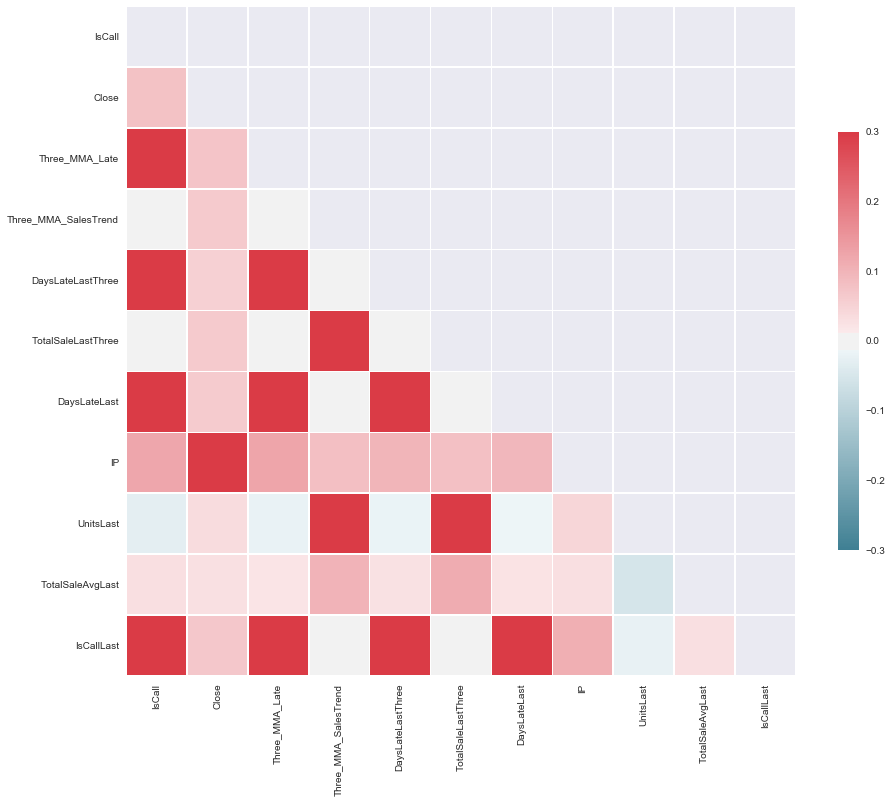 IsCall
Close
Three_MMA_Late
Three_MMA_SalesTrend
DaysLateLastThree
TotalSaleLastThree
DaysLateLast
IP
UnitsLast
TotalSaleAvgLast
IsCallLast
0.3
0.2
0.1
0.0
−0.1
−0.2
−0.3
IsCall
Close
Three_MMA_Late
Three_MMA_SalesTrend
DaysLateLastThree
TotalSaleLastThree
DaysLateLast
IP
UnitsLast
TotalSaleAvgLast
IsCallLast